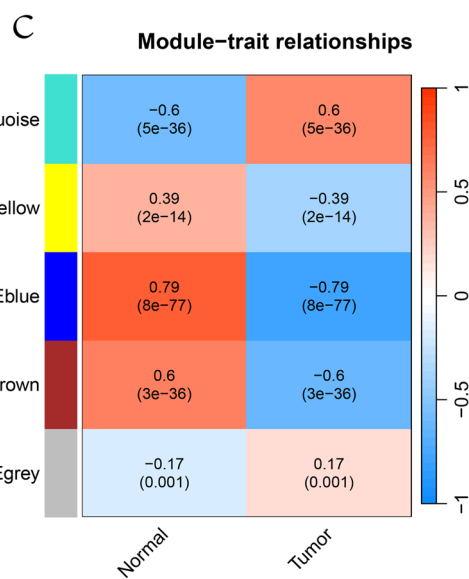 C
Module−trait relationships
uoise
−0.6
(5e−36)
0.6
(5e−36)
ellow
0.39
(2e−14)
−0.39
(2e−14)
Eblue
0.79
(8e−77)
−0.79
(8e−77)
rown
0.6
(3e−36)
−0.6
(3e−36)
Egrey
−0.17
(0.001)
0.17
(0.001)
Normal
Tumor
1
0.5
0
−0.5
−1